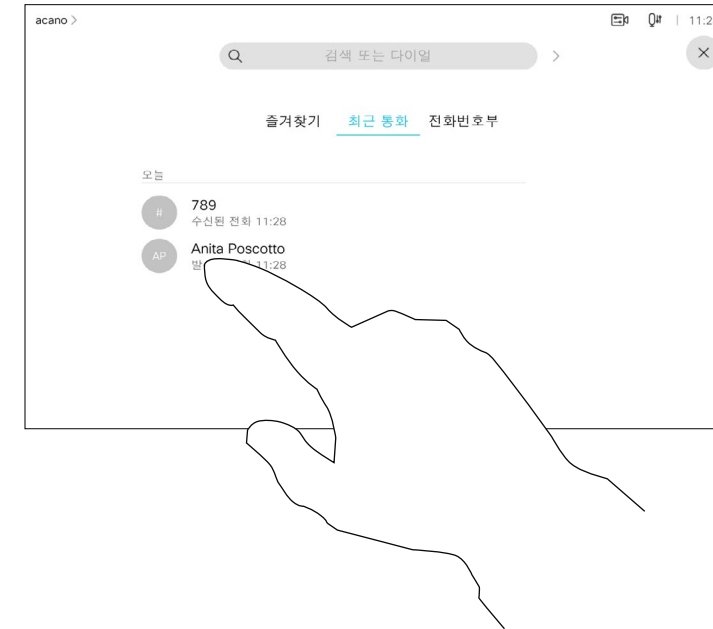 acano >
11:2
검색 또는 다이얼
즐겨찾기 최근 통화 전화번호부
오늘
#
789
수신된 전화 11:28
AP
Anita Poscotto
발 11:28